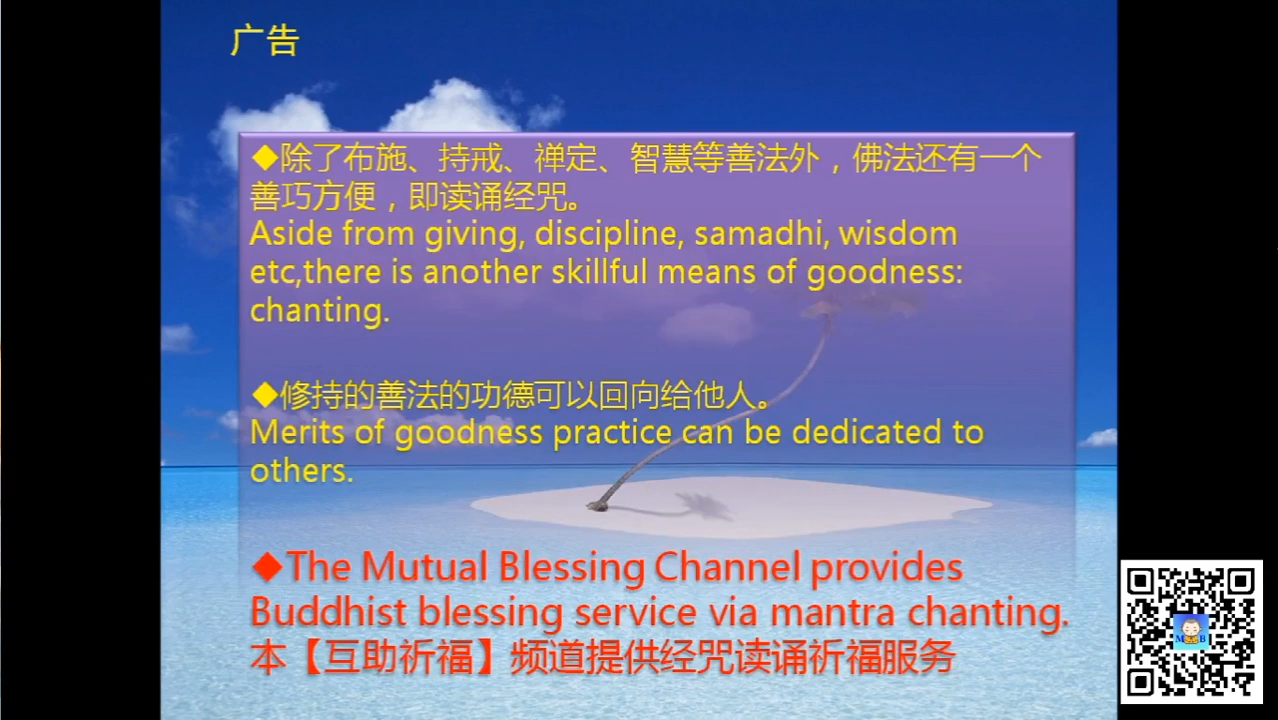 广告
◆除了布施、持戒、禅定、智慧等善法外，佛法还有一个
善巧方便，即读诵经咒。
Aside from giving, discipline, samadhi, wisdom
etc,there is another skillful means of goodness:
chanting.
◆修持的善法的功德可以回向给他人。
Merits of goodness practice can be dedicated to
others.
◆The Mutual Blessing Channel provides
Buddhist blessing service via mantra chanting.
本【互助祈福】频道提供经咒读诵祈福服务